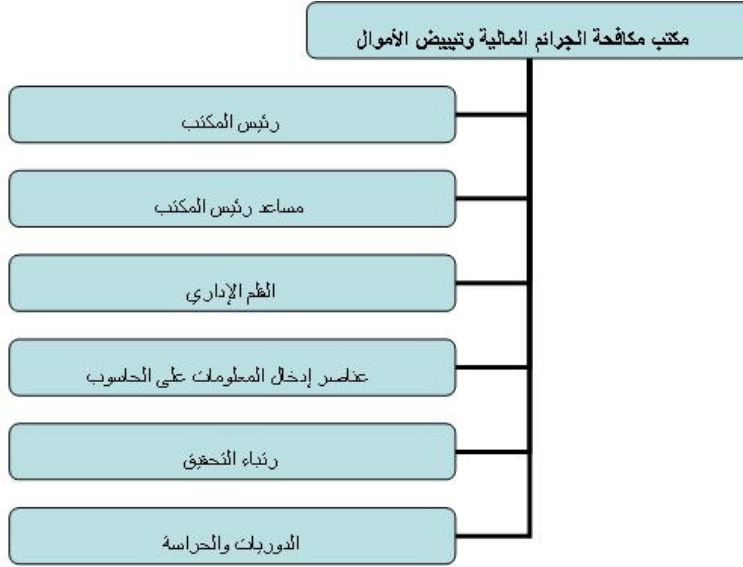 مكتب مكافحة الجرائم المالية وتبييض الأموال
رئيس المكتب
مساعد رئيس المكتب
القلم الإداري
عناصر إدخال المعلومات على الحاسوب
رتباء التحقيق
الدوريات والحراسة